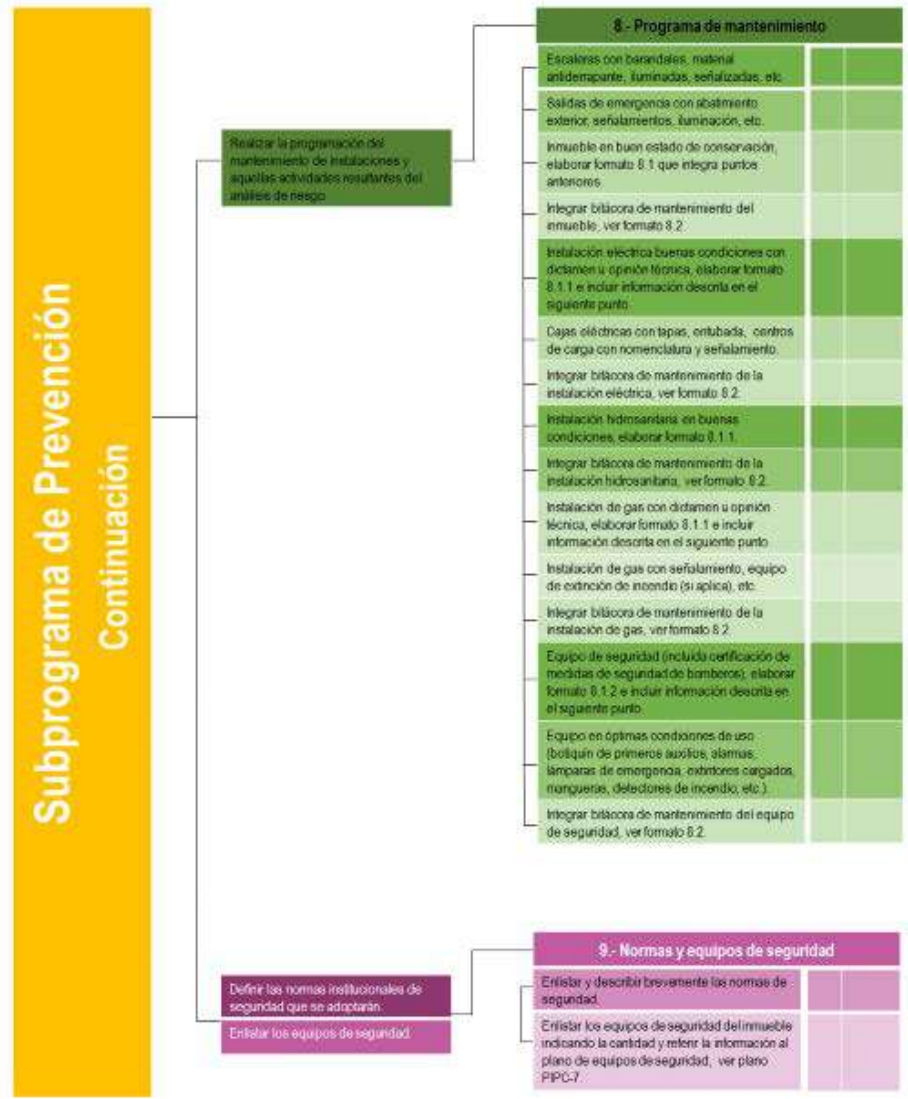 Subprograma de Prevención
Continuación
Realizar la programación del
mantenimiento de instalaciones y
aquellas actividades resultantes del
análisis de riesgo
8.- Programa de mantenimiento
Escaleras con barandales, material
antiderrapante, iluminadas, señalizadas, etc.
Salidas de emergencia con abatimiento
exterior, señalamientos, iluminación, etc.
Inmueble en buen estado de conservación,
elaborar formato 8.1 que integra puntos
anteriores.
Integrar bitácora de mantenimiento del
inmueble, ver formato 8.2.
Instalación eléctrica buenas condiciones con
dictamen u opinión técnica, elaborar formato
8.1.1 e incluir información descrita en el
siguiente punto.
Cajas eléctricas con tapas, entubada, centros
de carga con nomenclatura y señalamiento.
Integrar bitácora de mantenimiento de la
instalación eléctrica, ver formato 8.2.
Instalación hidrosanitaria en buenas
condiciones, elaborar formato 8.1.1.
Integrar bitácora de mantenimiento de la
instalación hidrosanitaria, ver formato 8.2.
Instalación de gas con dictamen u opinión
técnica, elaborar formato 8.1.1 e incluir
información descrita en el siguiente punto
Instalación de gas con señalamiento, equipo
de extinción de incendio (si aplica), etc.
Integrar bitácora de mantenimiento de la
instalación de gas, ver formato 8.2
Equipo de seguridad (incluida certificación de
medidas de seguridad de bomberos), elaborar
formato 8.1.2 e incluir información descrita en
el siguiente punto.
Equipo en óptimas condiciones de uso
(botiquín de primeros auxilios, alarmas,
lámparas de emergencia, extintores cargados,
mangueras, detectores de incendio, etc.).
Integrar bitácora de mantenimiento del equipo
de seguridad, ver formato 8.2.
Definir las normas institucionales de
seguridad que se adoptarán.
Enlistar los equipos de seguridad.
9.- Normas y equipos de seguridad
Enlistar y describir brevemente las normas de
seguridad.
Enlistar los equipos de seguridad del inmueble
indicando la cantidad y referir la información al
plano de equipos de seguridad, ver plano
PIPC-7.